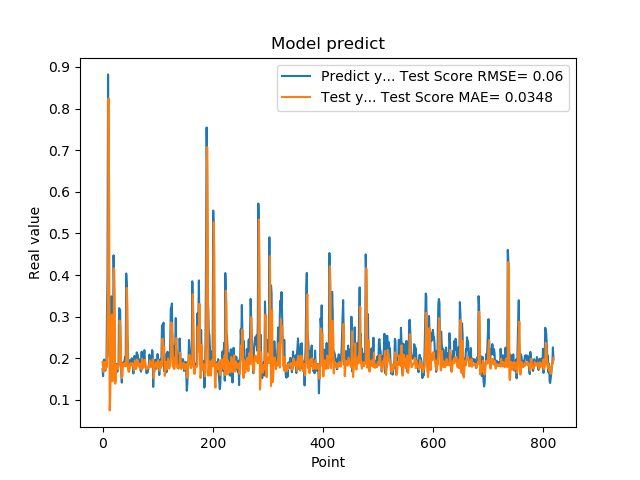 Model predict
Predict y... Test Score RMSE= 0.06
Test y... Test Score MAE= 0.0348
Real value
0.9
0.8
0.7
0.6
0.5
0.4
0.3
0.2
0.1
0 200 400 600 800
Point